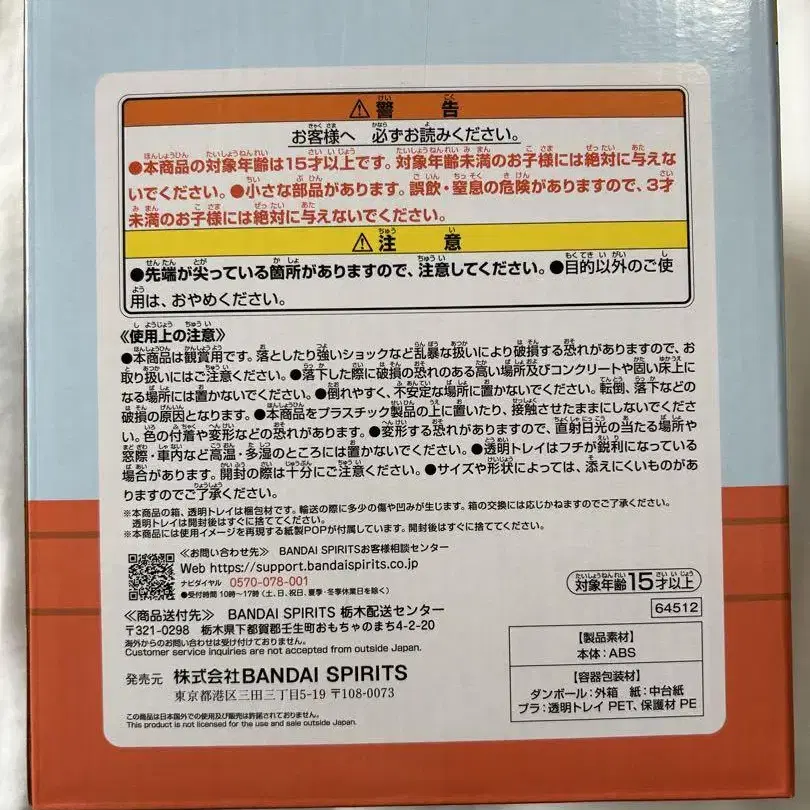 ⚠警告
お客様へ 必ずお読みください。
●本商品の対象年齢は15才以上です。対象年齢未満のお子様には絶対に与えな
いでください。●小さな部品があります。誤飲・窒息の危険がありますので、3才
未満のお子様には絶対に与えないでください。
⚠注意
●先端が尖っている箇所がありますので、注意してください。●目的以外のご使
用は、おやめください。
《使用上の注意》
●本商品は観賞用です。落としたり強いショックなど乱暴な扱いにより破損する恐れがありますので、お
取り扱いにはご注意ください。●落下した際に破損の恐れのある高い場所及びコンクリートや固い床上に
なる場所には置かないでください。●倒れやすく、不安定な場所に置かないでください。転倒、落下などの
破損の原因となります。●本商品をプラスチック製品の上に置いたり、接触させたままにしないでくださ
い。色の付着や変形などの恐れがあります。●変形する恐れがありますので、直射日光の当たる場所や
窓際・車内など高温・多湿のところには置かないでください。●透明トレイはフチが鋭利になっている
場合があります。開封の際は十分にご注意ください。●サイズや形状によっては、添えにくいものがあり
ますのでご了承ください。
※本商品の箱、透明トレイは梱包材です。輸送の際に多少の傷や凹みが生じます。箱の交換には応じかねますのでご了承ください。
透明トレイは開封後はすぐに捨ててください。
※本商品には使用イメージを再現する紙製POPが付属しています。開封後はすぐに捨ててください。
≪お問い合わせ先≫ BANDAI SPIRITSお客様相談センター
Web https://support.bandaispirits.co.jp
ナビダイヤル 0570-078-001
●受付時間 10時〜17時(土、日、祝日、夏季・冬季休業日を除く)
対象年齢15才以上
64512
≪商品送付先≫ BANDAI SPIRITS 栃木配送センター
〒321-0298 栃木県下都賀郡壬生町おもちゃのまち4-2-20
海外からのお問い合わせは受け付けておりません。
Customer service inquiries are not accepted from outside Japan.
発売元 株式会社BANDAI SPIRITS
東京都港区三田三丁目5-19 〒108-0073
この商品は日本国外での使用及び販売は許諾されておりません。
This product is not licensed for the use and sale outside Japan.
【製品素材】
本体：ABS
【容器包装材】
ダンボール：外箱 紙：中台紙
プラ：透明トレイ PET、保護材 PE